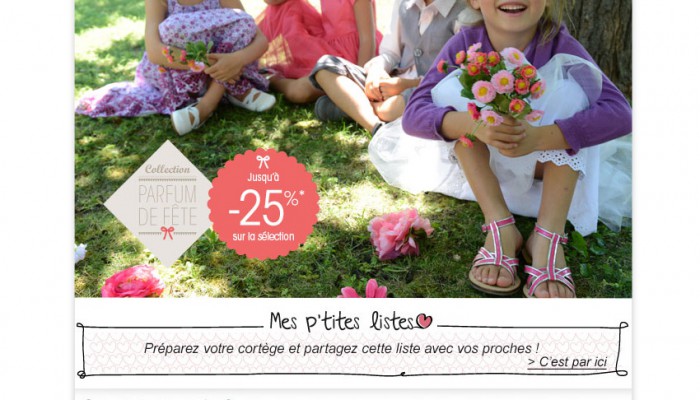 Collection
PARFUM
DE FÊTE
Jusqu'à
-25%*
sur la sélection
Mes p'tites listes
Préparez votre cortège et partagez cette liste avec vos proches !
> C'est par ici